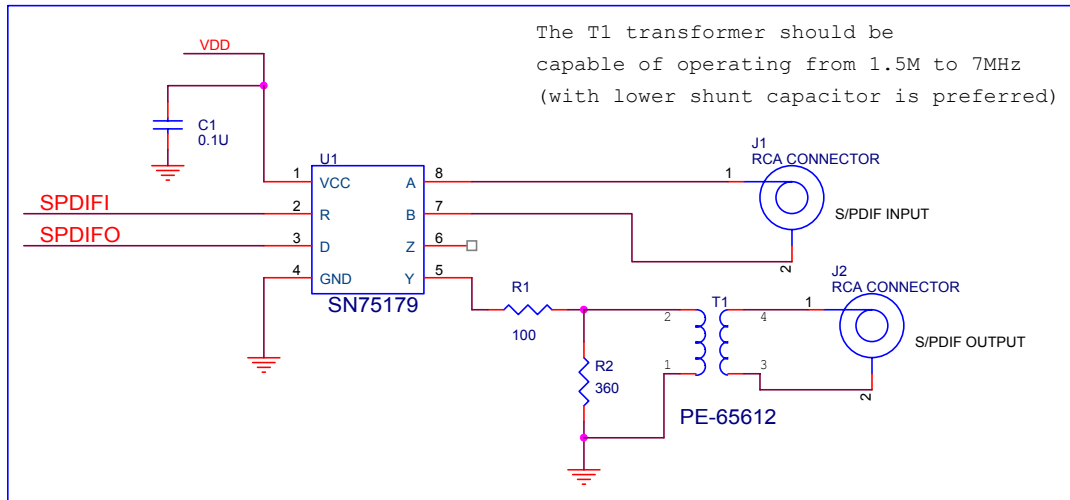 The T1 transformer should be
capable of operating from 1.5M to 7MHz
(with lower shunt capacitor is preferred)
VDD
C1
0.1U
U1
1 VCC A 8
2 R B 7
3 D Z 6
4 GND Y 5
SN75179
SPDIFI
SPDIFO
J1
RCA CONNECTOR
1
S/PDIF INPUT
2
J2
RCA CONNECTOR
1
S/PDIF OUTPUT
2
R1
100
R2
360
T1
2 4
1 3
PE-65612